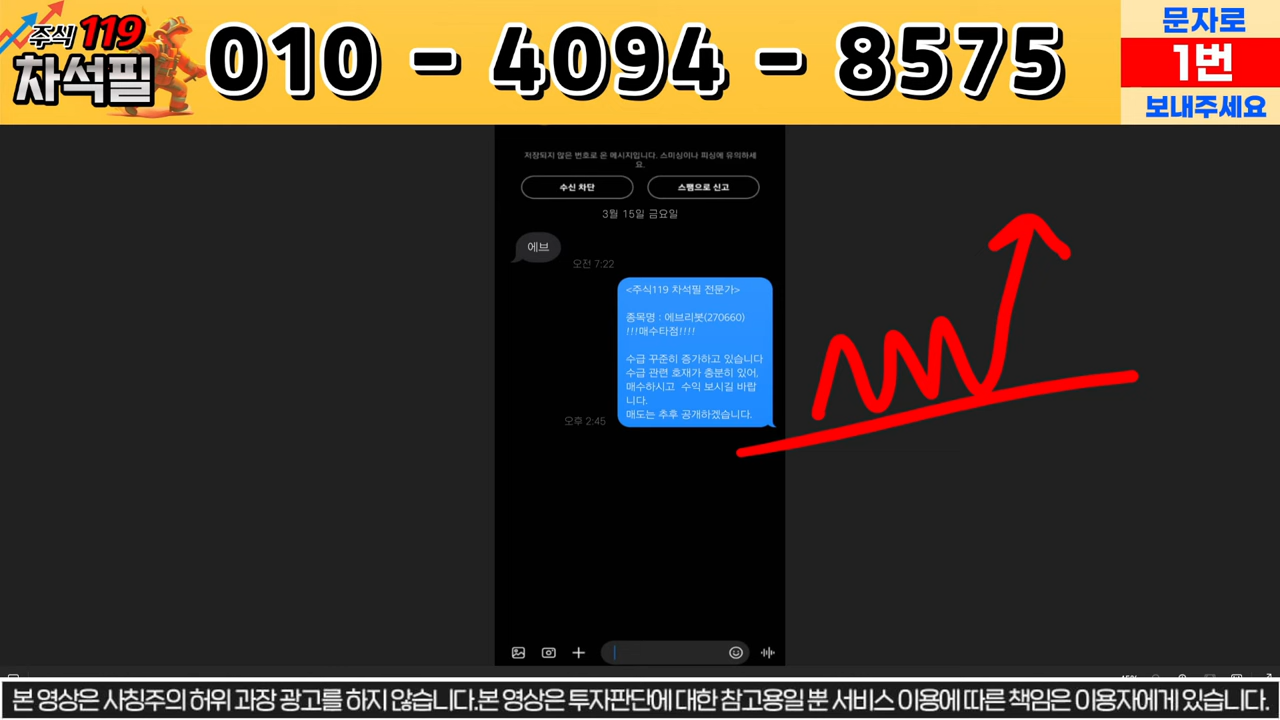 주식 119
차석필
010 - 4094 - 8575
문자로
1번
보내주세요
저장되지 않은 번호로 온 메시지입니다. 스미싱이나 피싱에 유의하세
요.
수신 차단
스팸으로 신고
3월 15일 금요일
에브
오전 7:22
<주식119 차석필 전문가>
종목명 : 에브리봇(270660)
!!!매수타점!!!!
수급 꾸준히 증가하고 있습니다
수급 관련 호재가 충분히 있어,
매수하시고 수익 보시길 바랍
니다.
매도는 추후 공개하겠습니다.
오후 2:45
본 영상은 사칭주의 허위 과장 광고를 하지 않습니다.본 영상은 투자판단에 대한 참고용일 뿐 서비스 이용에 따른 책임은 이용자에게 있습니다.